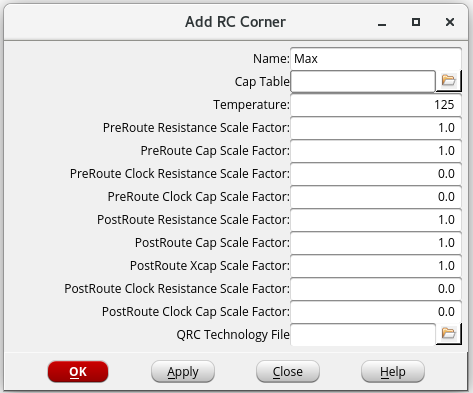 Add RC Corner
Name: Max
Cap Table
Temperature: 125
PreRoute Resistance Scale Factor: 1.0
PreRoute Cap Scale Factor: 1.0
PreRoute Clock Resistance Scale Factor: 0.0
PreRoute Clock Cap Scale Factor: 0.0
PostRoute Resistance Scale Factor: 1.0
PostRoute Cap Scale Factor: 1.0
PostRoute Xcap Scale Factor: 1.0
PostRoute Clock Resistance Scale Factor: 0.0
PostRoute Clock Cap Scale Factor: 0.0
QRC Technology File
OK Apply Close Help